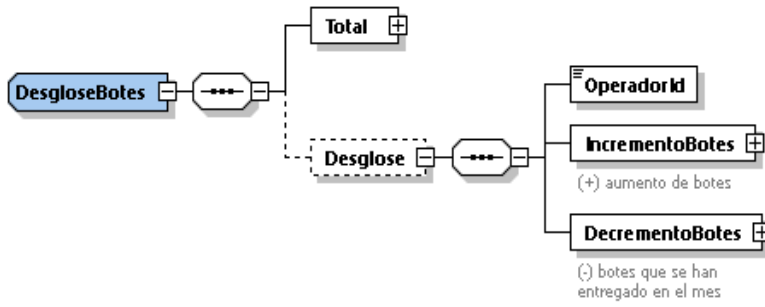 Total
DesgloseBotes
OperadorId
Desglose
IncrementoBotes
(+) aumento de botes
DecrementoBotes
(-) botes que se han
entregado en el mes